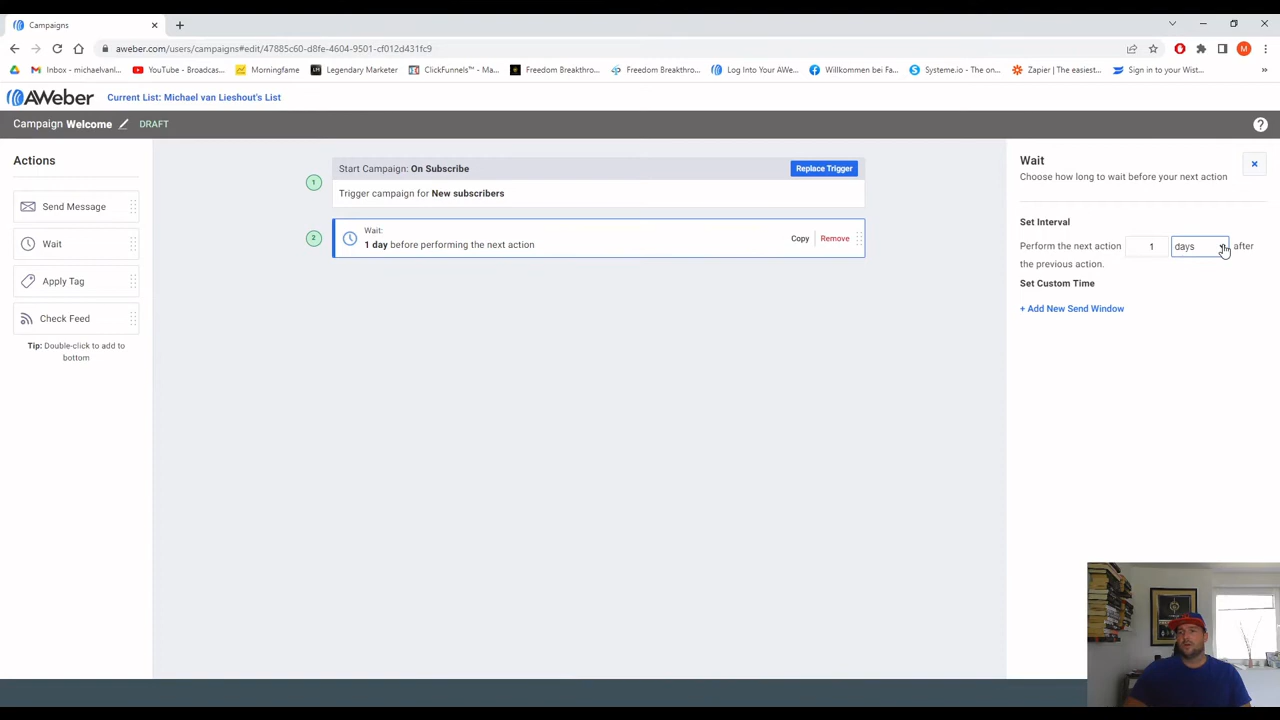 Campaigns
aweber.com/users/campaigns#edit/47885c60-d8fe-4604-9501-cf012d431fc9
M
Inbox - michaelvanl...
YouTube - Broadcas...
Morningfame
Legendary Marketer
ClickFunnels™ - Ma...
Freedom Breakthro...
Freedom Breakthro...
Log Into Your AWe...
Willkommen bei Fa...
Systeme.io - The on...
Zapier | The easiest...
Sign in to your Wist...
»
AWeber
Current List: Michael van Lieshout's List
Campaign Welcome DRAFT
?
Actions
Send Message
Wait
Apply Tag
Check Feed
Tip: Double-click to add to
bottom
1
Start Campaign: On Subscribe
Replace Trigger
Trigger campaign for New subscribers
2
Wait:
1 day before performing the next action
Copy
Remove
Wait
Choose how long to wait before your next action
Set Interval
Perform the next action 1 days after
the previous action.
Set Custom Time
+ Add New Send Window